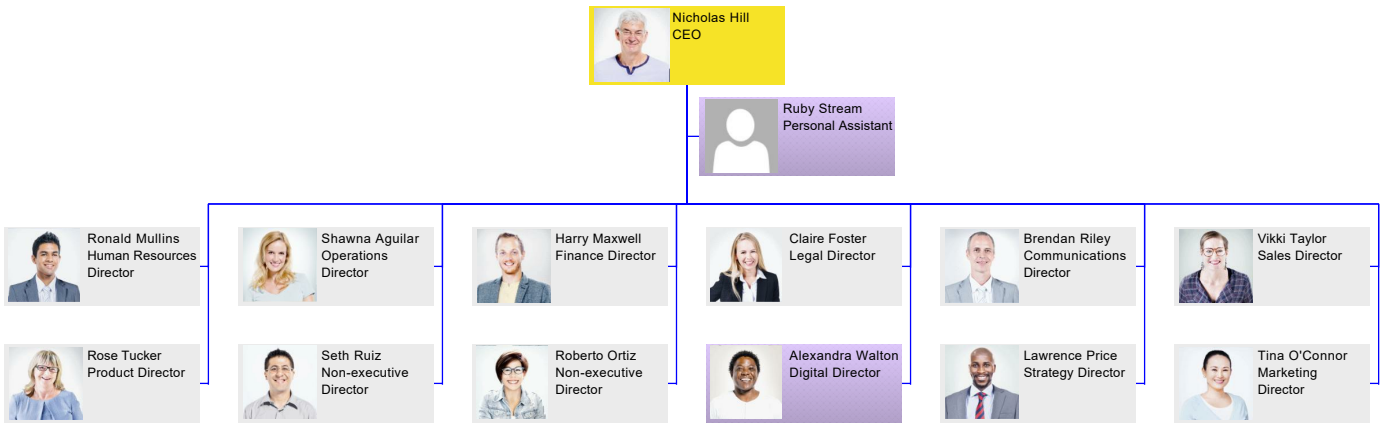 Nicholas Hill
CEO
Ruby Stream
Personal Assistant
Ronald Mullins
Human Resources
Director
Shawna Aguilar
Operations
Director
Harry Maxwell
Finance Director
Claire Foster
Legal Director
Brendan Riley
Communications
Director
Vikki Taylor
Sales Director
Rose Tucker
Product Director
Seth Ruiz
Non-executive
Director
Roberto Ortiz
Non-executive
Director
Alexandra Walton
Digital Director
Lawrence Price
Strategy Director
Tina O'Connor
Marketing
Director